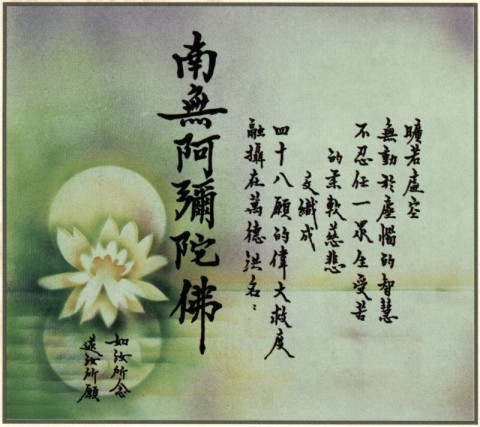 曠若虛空
無動於塵惱的智慧
不忍任一眾生受苦
的柔軟慈悲
交織成
四十八願的偉大救度
融攝在萬德洪名：
南無阿彌陀佛
如汝所念
遂汝所願